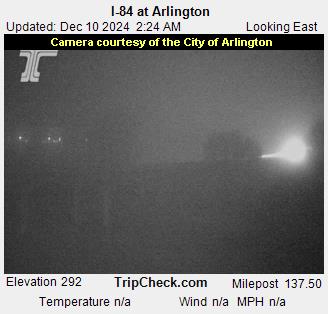 I-84 at Arlington
Updated: Dec 10 2024 2:24 AM Looking East
Camera courtesy of the City of Arlington
Elevation 292 TripCheck.com Milepost 137.50
Temperature n/a Wind n/a MPH n/a